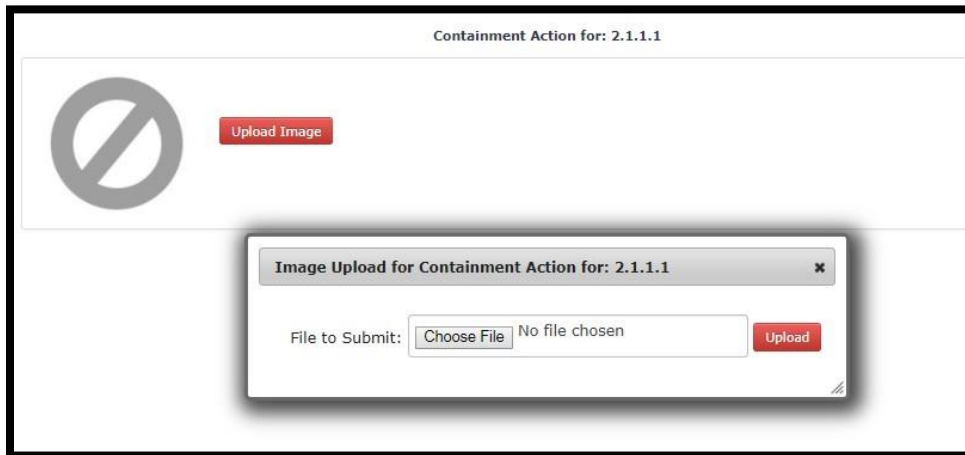 Containment Action for: 2.1.1.1
Upload Image
Image Upload for Containment Action for: 2.1.1.1
File to Submit: Choose File No file chosen Upload